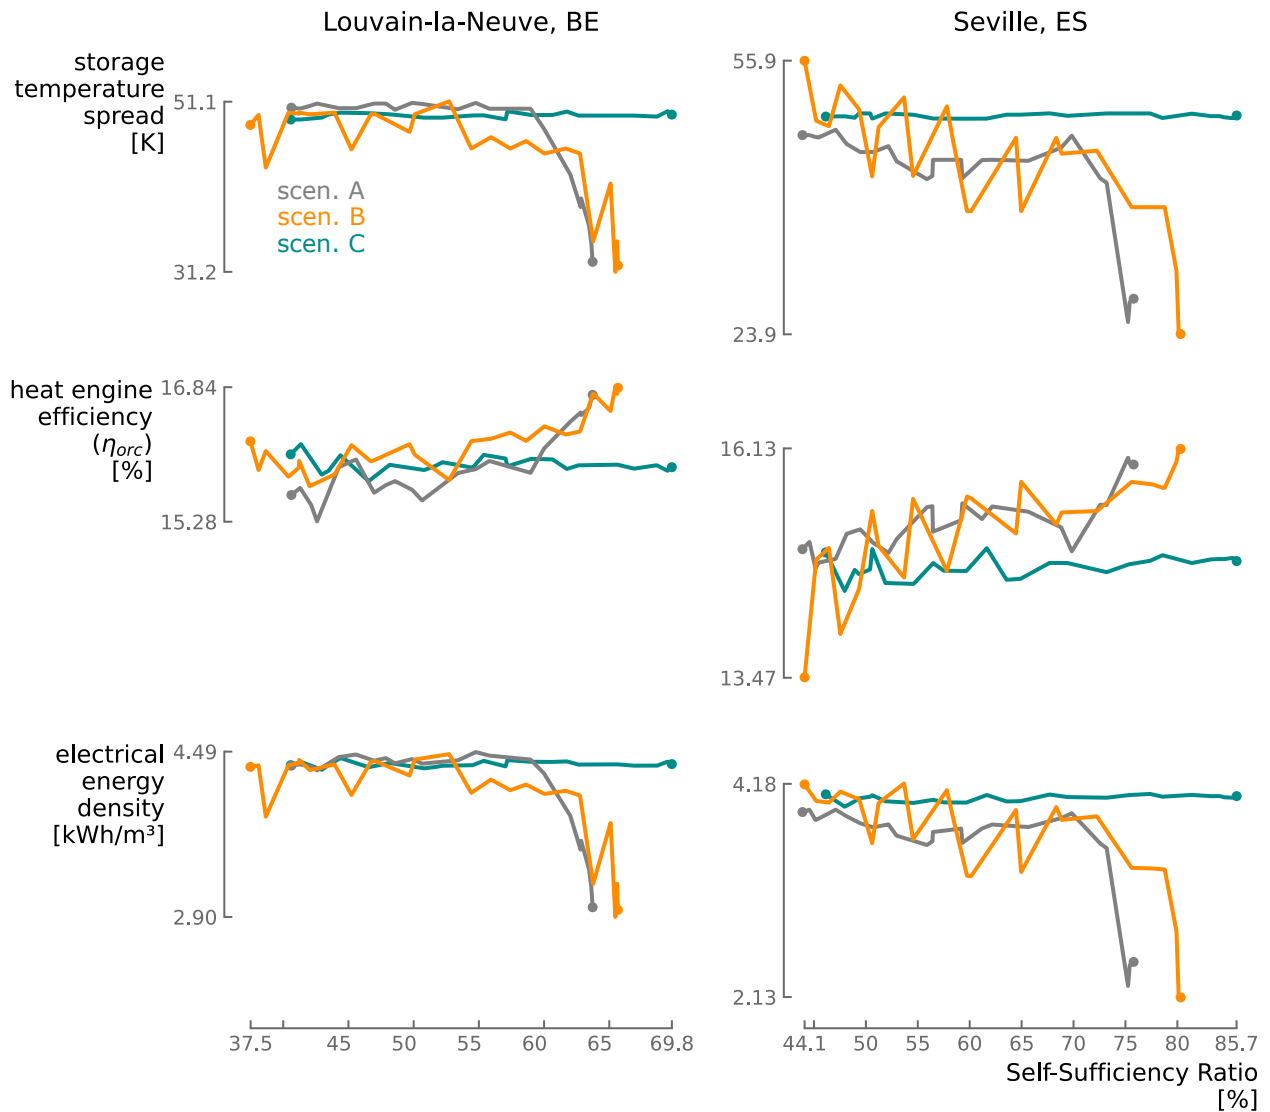 Louvain-la-Neuve, BE
Seville, ES
storage
temperature
spread
[K]
51.1
31.2
scen. A
scen. B
scen. C
55.9
23.9
heat engine
efficiency
(η_orc)
[%]
16.84
15.28
16.13
13.47
electrical
energy
density
[kWh/m³]
4.49
2.90
4.18
2.13
37.5 45 50 55 60 65 69.8
44.1 50 55 60 65 70 75 80 85.7
Self-Sufficiency Ratio
[%]